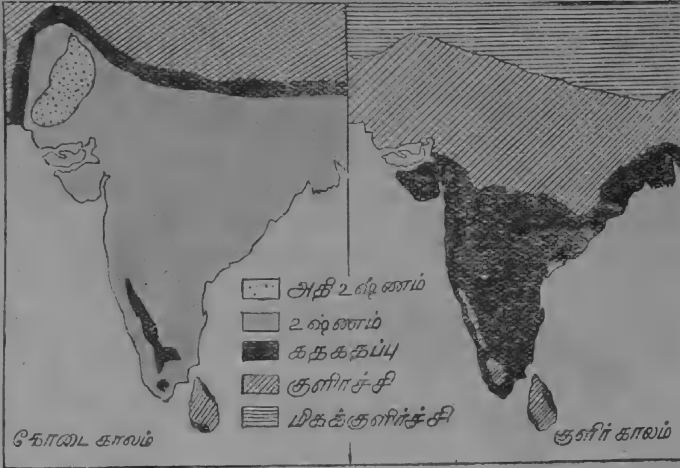 அதி உஷ்ணம்
உஷ்ணம்
கதகதப்பு
குளிர்ச்சி
மிகக்குளிர்ச்சி
கோடை காலம்
குளிர் காலம்